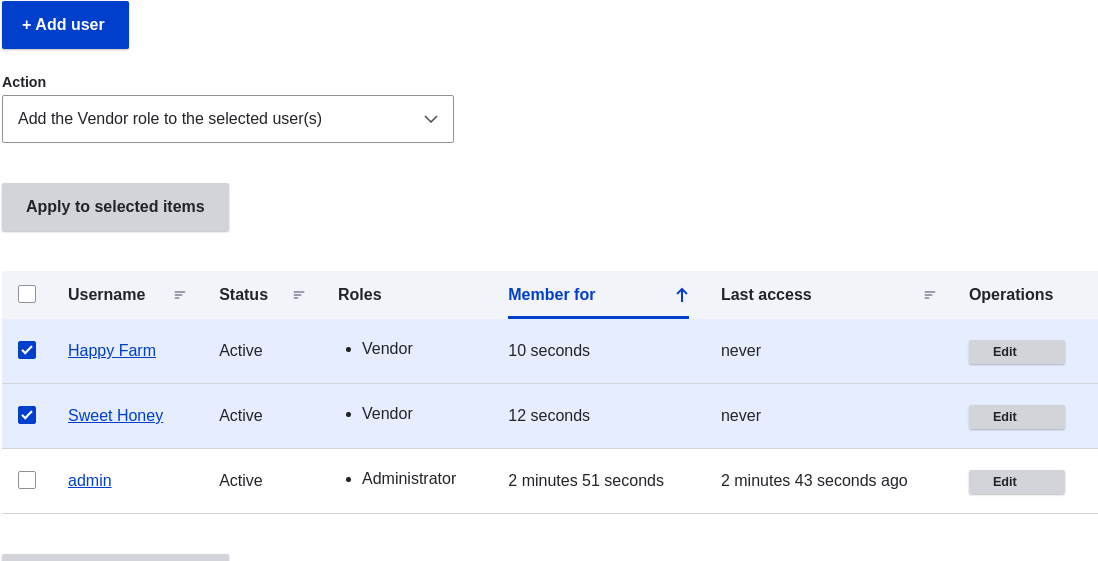 + Add user
Action
Add the Vendor role to the selected user(s)
Apply to selected items
Username Status Roles Member for Last access Operations
Happy Farm Active • Vendor 10 seconds never Edit
Sweet Honey Active • Vendor 12 seconds never Edit
admin Active • Administrator 2 minutes 51 seconds 2 minutes 43 seconds ago Edit